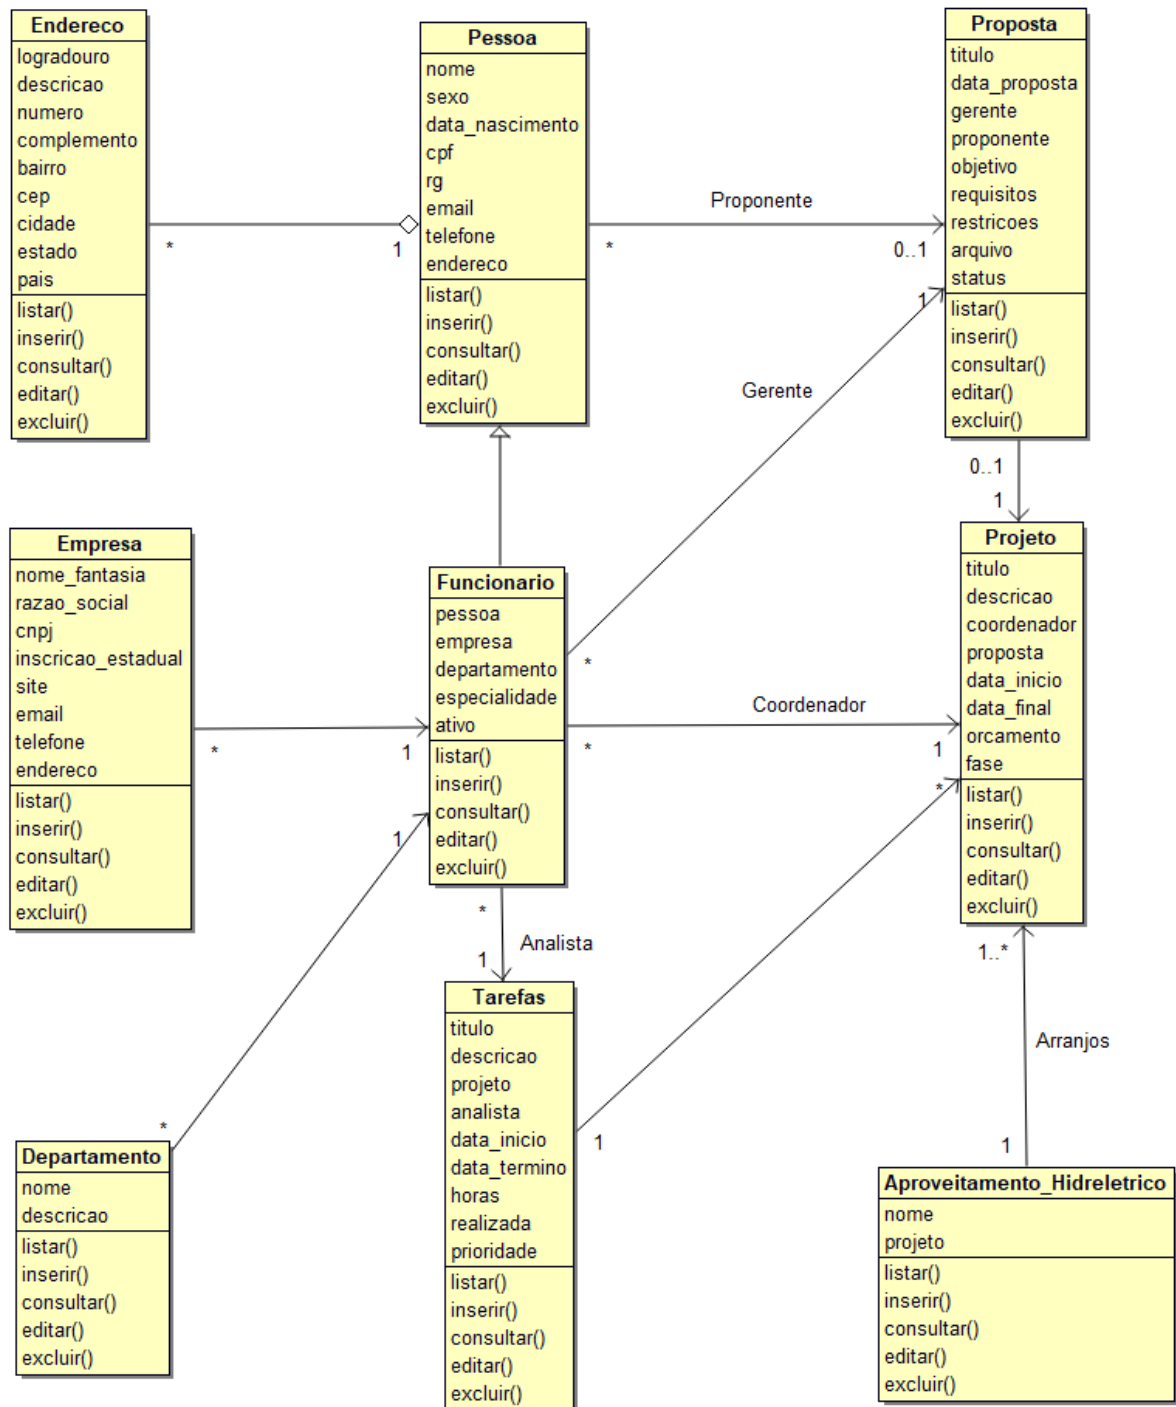 Endereco
logradouro
descricao
numero
complemento
bairro
cep
cidade
estado
pais
listar()
inserir()
consultar()
editar()
excluir()
*
1
Pessoa
nome
sexo
data_nascimento
cpf
rg
email
telefone
endereco
listar()
inserir()
consultar()
editar()
excluir()
Proponente
*
0..1
Proposta
titulo
data_proposta
gerente
proponente
objetivo
requisitos
restricoes
arquivo
status
listar()
inserir()
consultar()
editar()
excluir()
1
Gerente
*
0..1
1
Empresa
nome_fantasia
razao_social
cnpj
inscricao_estadual
site
email
telefone
endereco
listar()
inserir()
consultar()
editar()
excluir()
*
1
Funcionario
pessoa
empresa
departamento
especialidade
ativo
listar()
inserir()
consultar()
editar()
excluir()
Coordenador
*
1
Projeto
titulo
descricao
coordenador
proposta
data_inicio
data_final
orcamento
fase
listar()
inserir()
consultar()
editar()
excluir()
1
*
*
Analista
1
*
1
1..*
Arranjos
1
Departamento
nome
descricao
listar()
inserir()
consultar()
editar()
excluir()
Tarefas
titulo
descricao
projeto
analista
data_inicio
data_termino
horas
realizada
prioridade
listar()
inserir()
consultar()
editar()
excluir()
Aproveitamento_Hidreletrico
nome
projeto
listar()
inserir()
consultar()
editar()
excluir()